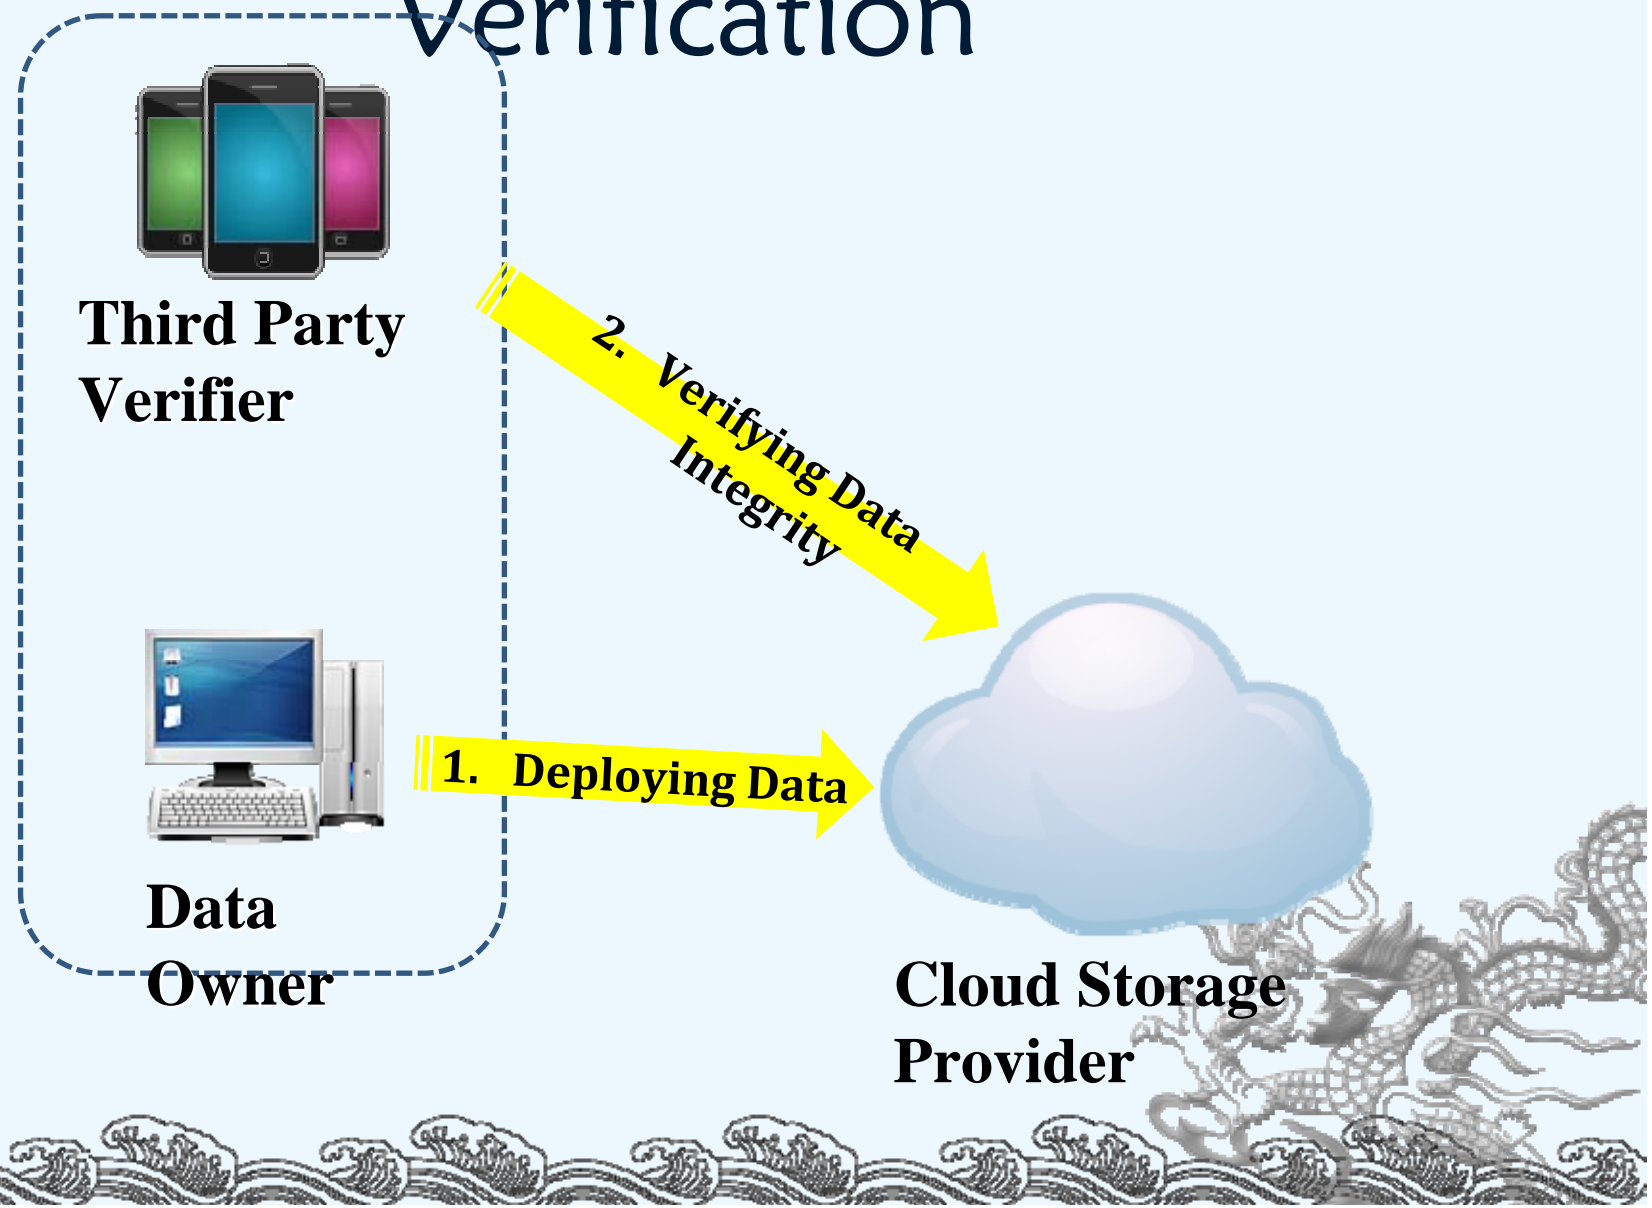 Verification
Third Party
Verifier
2. Verifying Data
Integrity
1. Deploying Data
Data
Owner
Cloud Storage
Provider